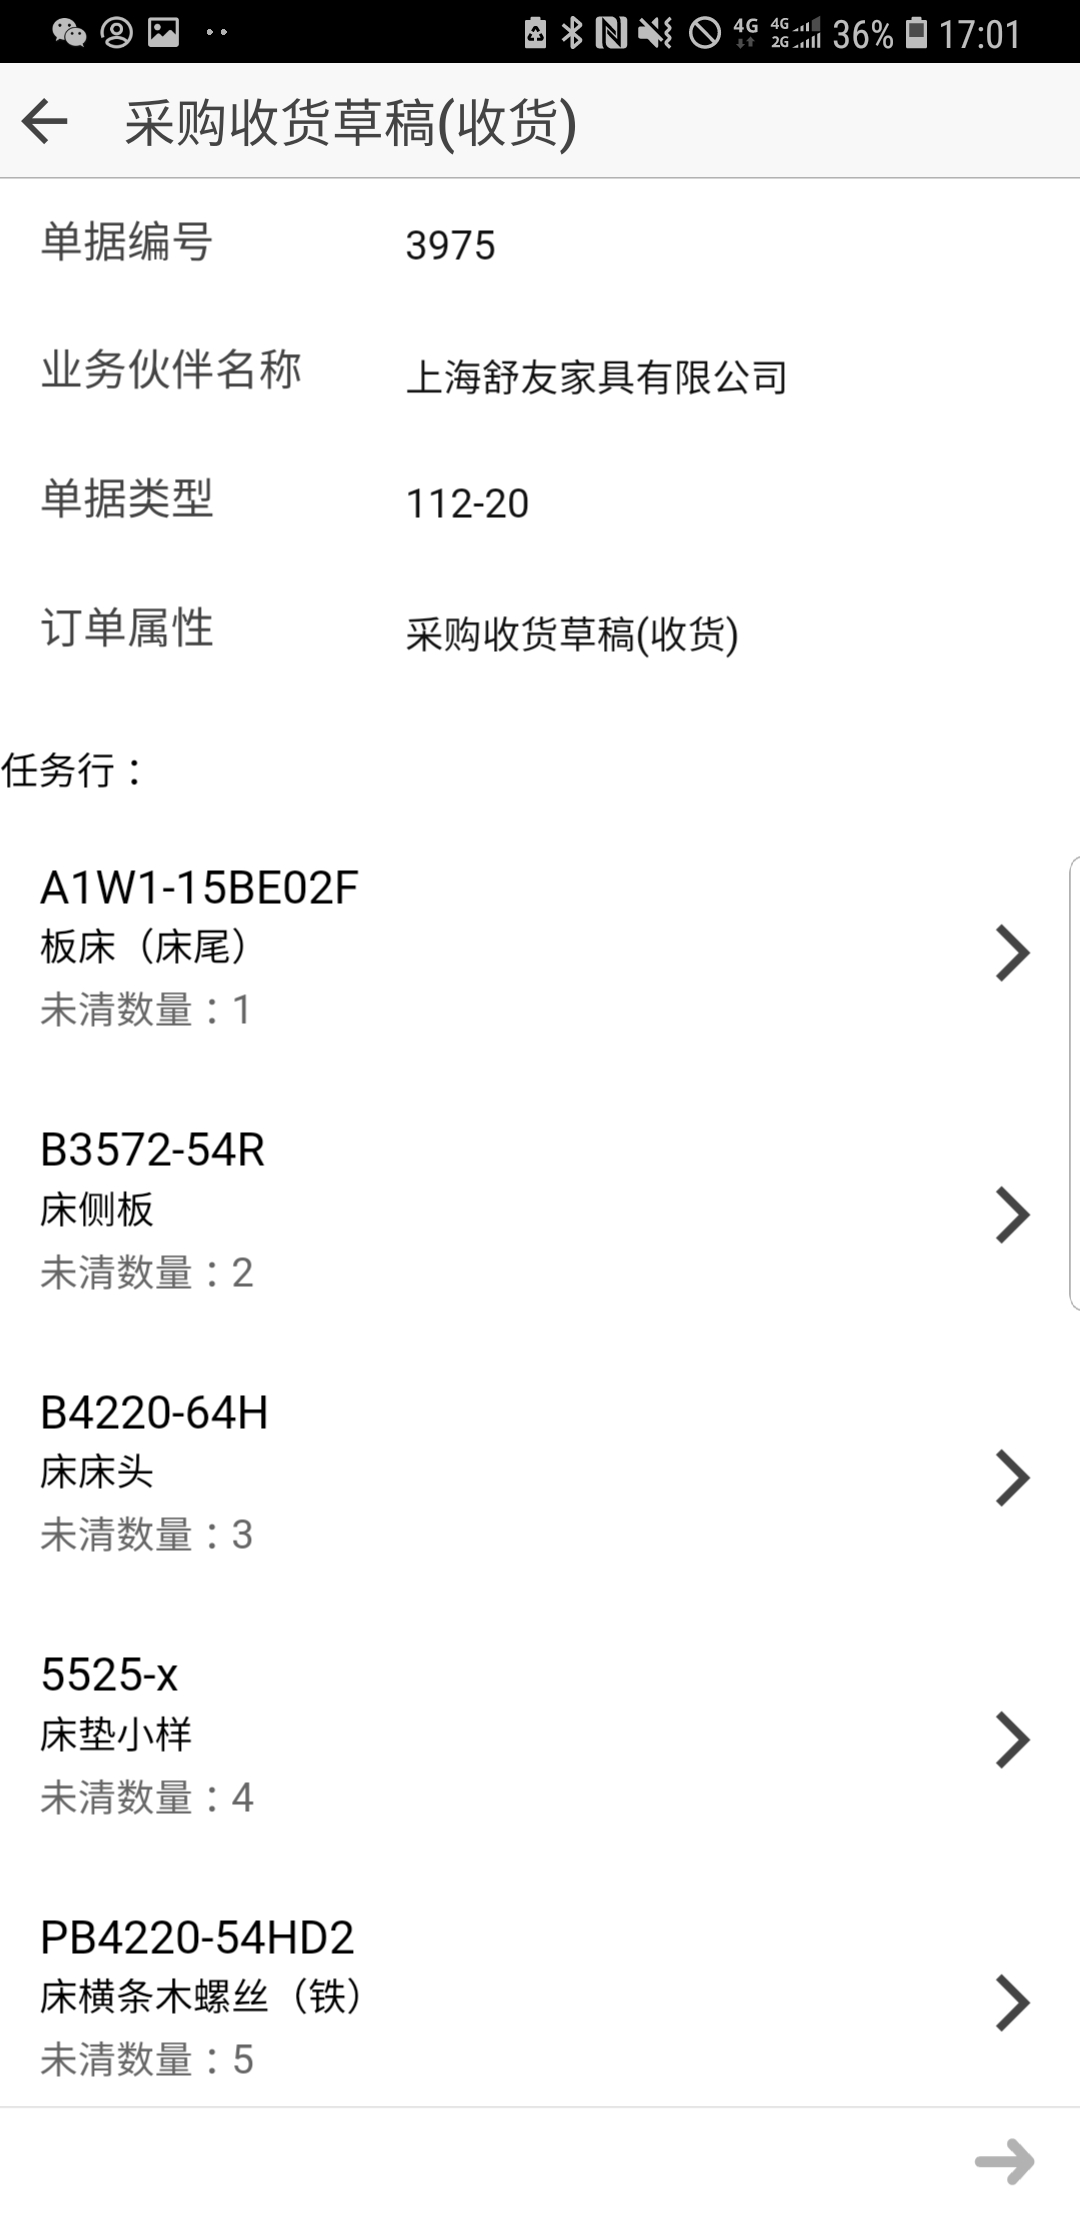 4G 4G 2G 36% 17:01
采购收货草稿(收货)
单据编号 3975
业务伙伴名称 上海舒友家具有限公司
单据类型 112-20
订单属性 采购收货草稿(收货)
任务行：
A1W1-15BE02F
板床（床尾）
未清数量：1
B3572-54R
床侧板
未清数量：2
B4220-64H
床床头
未清数量：3
5525-x
床垫小样
未清数量：4
PB4220-54HD2
床横条木螺丝（铁）
未清数量：5